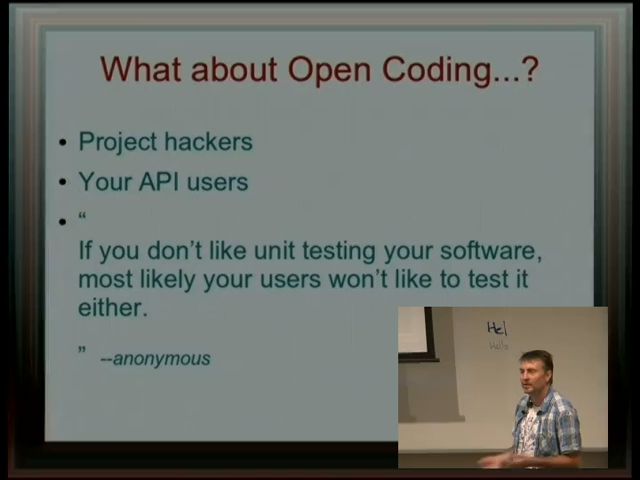 What about Open Coding...?
• Project hackers
• Your API users
• “
If you don’t like unit testing your software,
most likely your users won’t like to test it
either.
” --anonymous
Hel
Hello